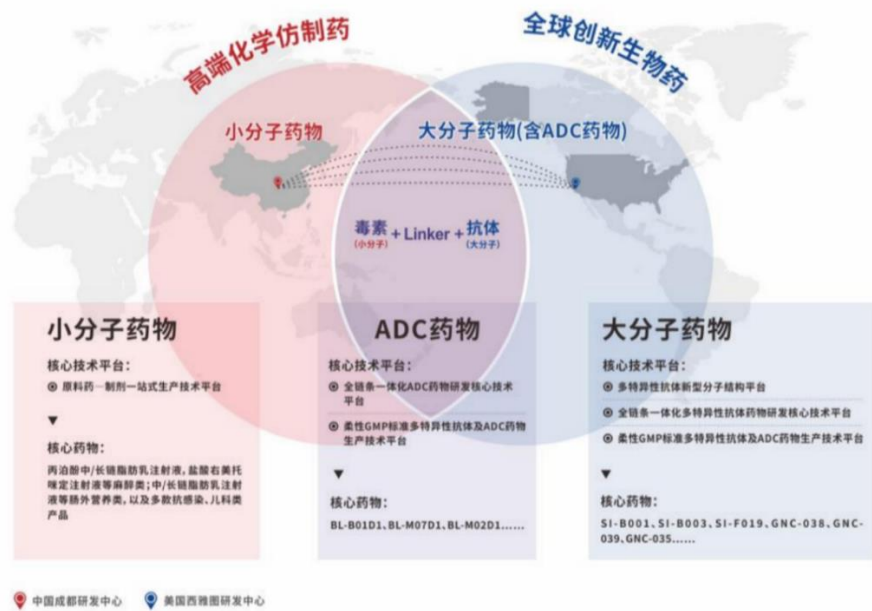 高端化学仿制药
全球创新生物药
小分子药物
大分子药物(含ADC药物)
毒素+Linker+抗体
(小分子)
(大分子)
小分子药物
核心技术平台：
原料药—制剂一站式生产技术平台
核心药物：
丙泊酚中/长链脂肪乳注射液，盐酸右美托
咪定注射液等麻醉类；中/长链脂肪乳注射
液等肠外营养类，以及多款抗感染、儿科类
产品
ADC药物
核心技术平台：
全链条一体化ADC药物研发核心技术
平台
柔性GMP标准多特异性抗体及ADC药物
生产技术平台
核心药物：
BL-B01D1、BL-M07D1、BL-M02D1……
大分子药物
核心技术平台：
多特异性抗体新型分子结构平台
全链条一体化多特异性抗体药物研发核心技术平台
柔性GMP标准多特异性抗体及ADC药物生产技术平台
核心药物：
SI-B001、SI-B003、SI-F019、GNC-038、GNC-
039、GNC-035……
中国成都研发中心
美国西雅图研发中心